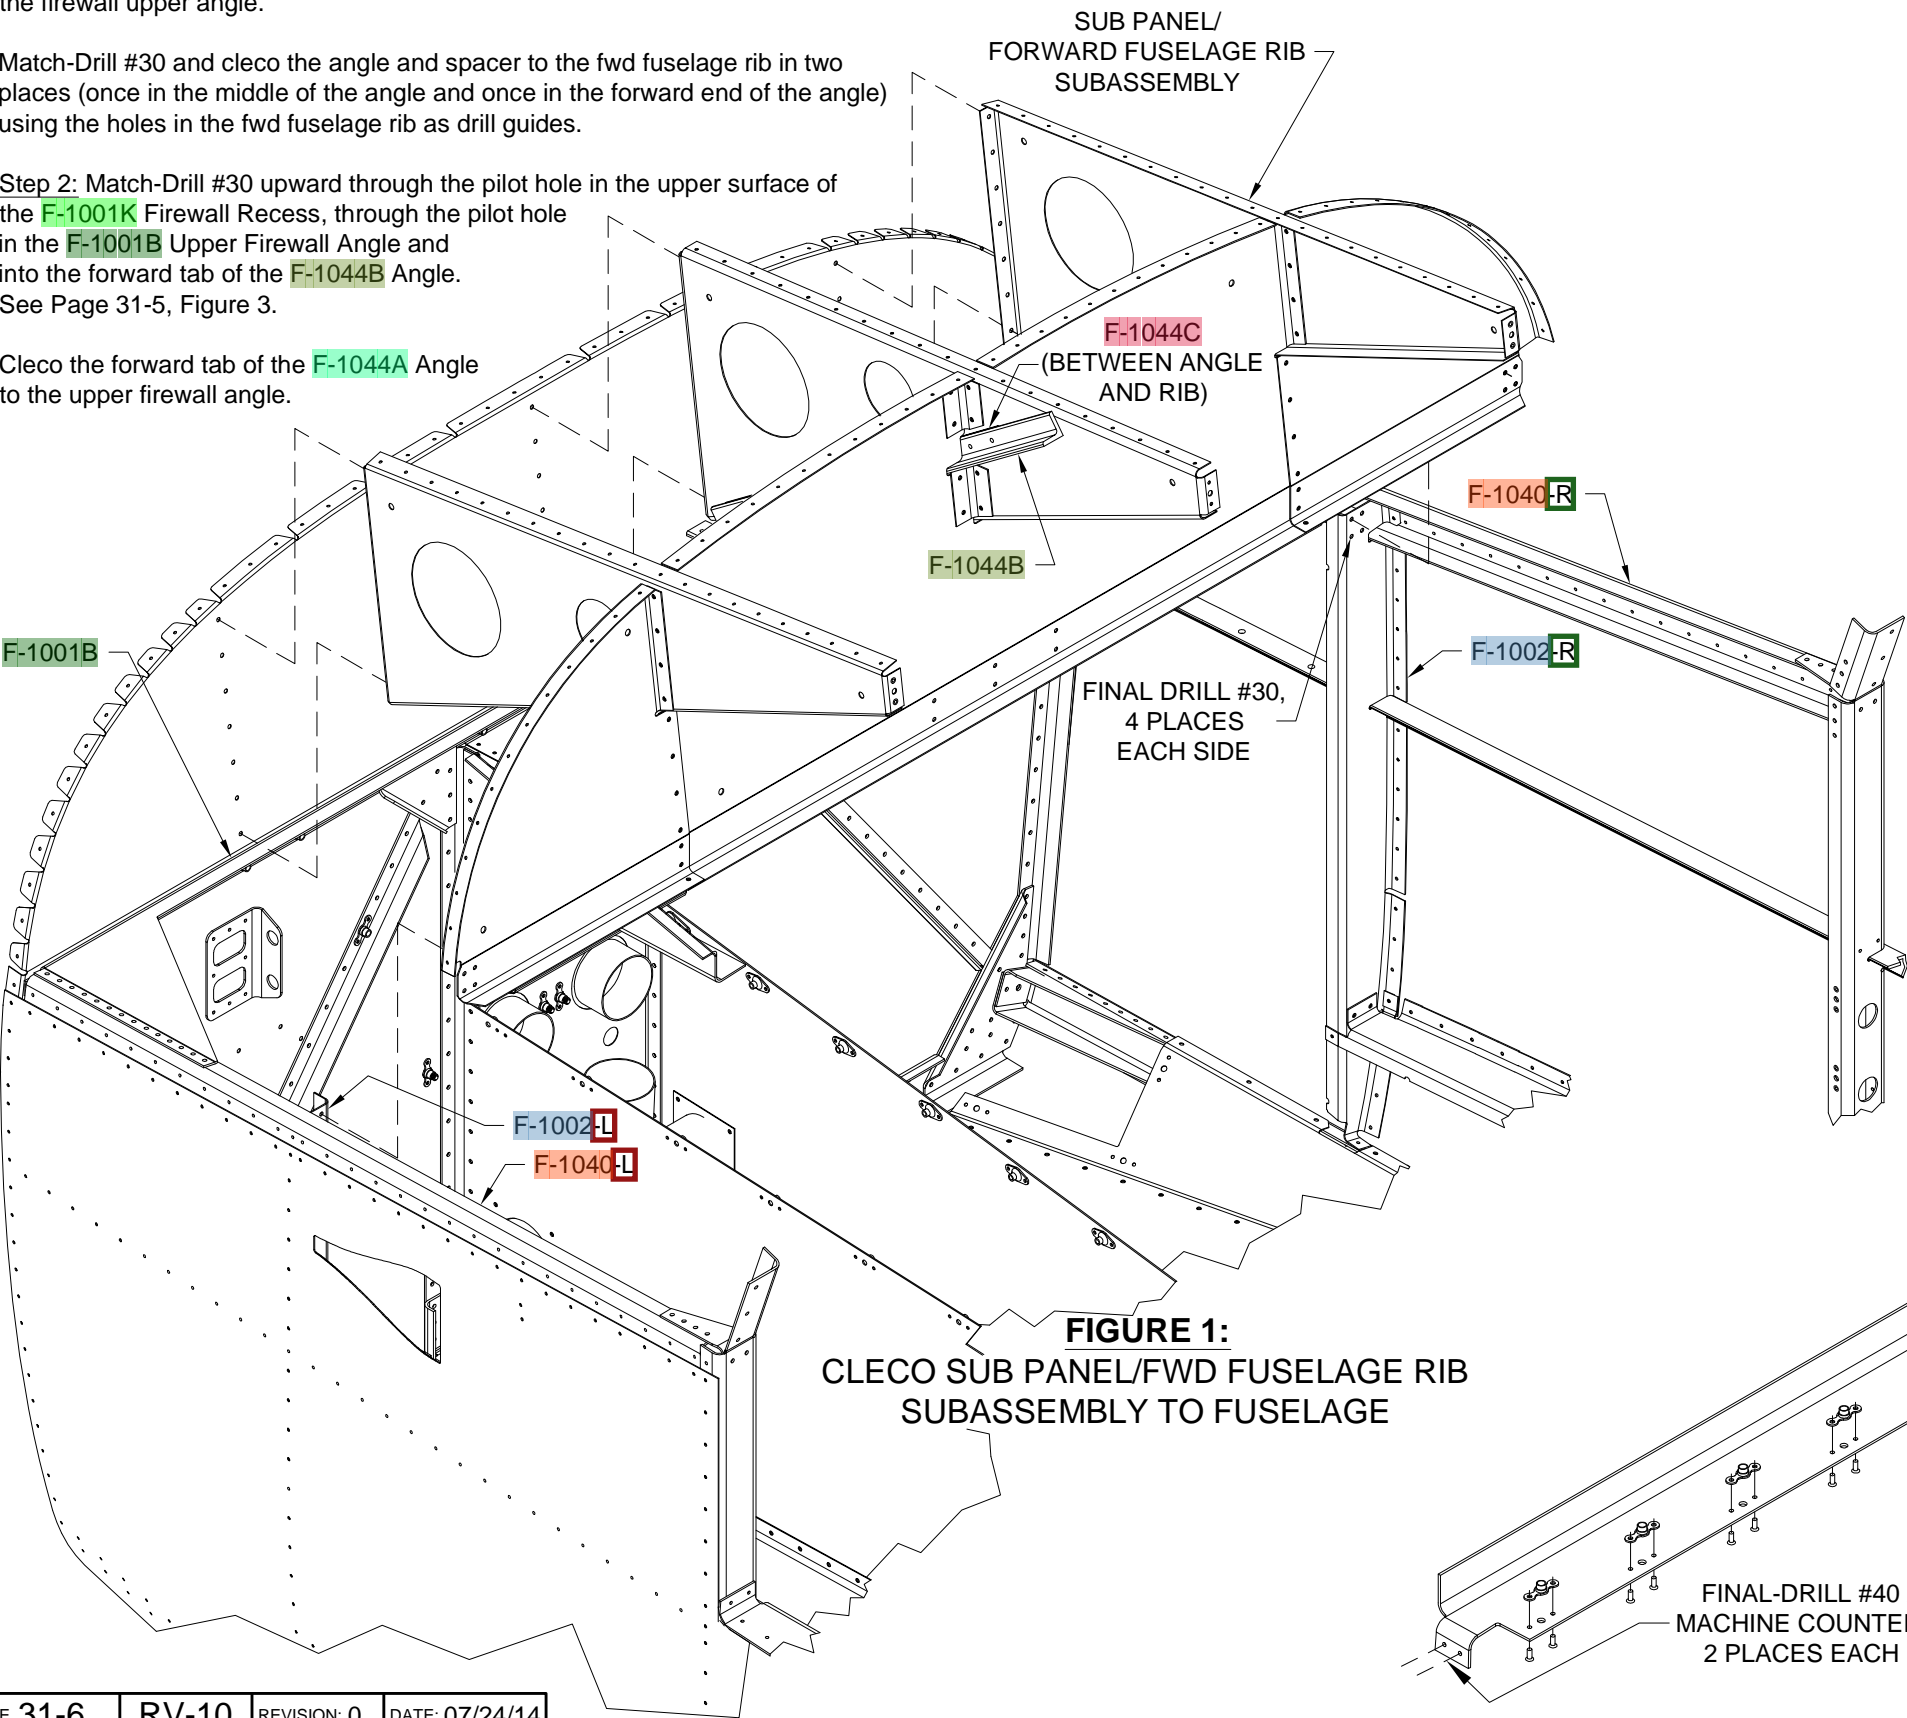 the firewall upper angle.
Match-Drill #30 and cleco the angle and spacer to the fwd fuselage rib in two
places (once in the middle of the angle and once in the forward end of the angle)
using the holes in the fwd fuselage rib as drill guides.
Step 2: Match-Drill #30 upward through the pilot hole in the upper surface of
the F-1001K Firewall Recess, through the pilot hole
in the F-1001B Upper Firewall Angle and
into the forward tab of the F-1044B Angle.
See Page 31-5, Figure 3.
Cleco the forward tab of the F-1044A Angle
to the upper firewall angle.
SUB PANEL/
FORWARD FUSELAGE RIB
SUBASSEMBLY
F-1044C
(BETWEEN ANGLE
AND RIB)
F-1044B
F-1040-R
F-1002-R
F-1001B
FINAL DRILL #30,
4 PLACES
EACH SIDE
F-1002-L
F-1040-L
FIGURE 1:
CLECO SUB PANEL/FWD FUSELAGE RIB
SUBASSEMBLY TO FUSELAGE
FINAL-DRILL #40
MACHINE
2 PLACES EACH
31-6 RV-10 REVISION: 0 DATE: 07/24/14